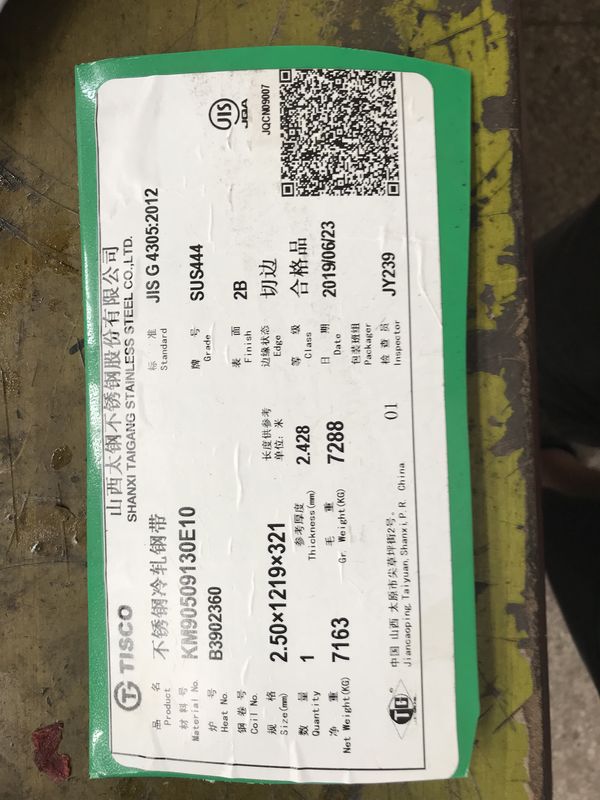 TISCO
山西太钢不锈钢股份有限公司
SHANXI TAIGANG STAINLESS STEEL CO.,LTD.
JIS
JQA
JQCN09007
品 名
Product
不锈钢冷轧钢带
标 准
Standard
JIS G 4305:2012
材 料 号
Material No.
KM90509130E10
牌 号
Grade
SUS444
炉 号
Heat No.
B3902360
表 面
Finish
2B
钢 卷 号
Coil No.
边缘状态
Edge
切边
规 格
Size(mm)
2.50×1219×321
长度供参考
单位: 米
等 级
Class
合格品
数 量
Quantity
1
参考厚度
Thickness(mm)
2.428
日 期
Date
2019/06/23
净 重
Net Weight(KG)
7163
毛 重
Gr. Weight(KG)
7288
包装班组
Packager
检 查 员
Inspector
JY239
01
中国 山西 太原市尖草坪街2号。
Jiancaoping, Taiyuan, Shanxi, P. R. China